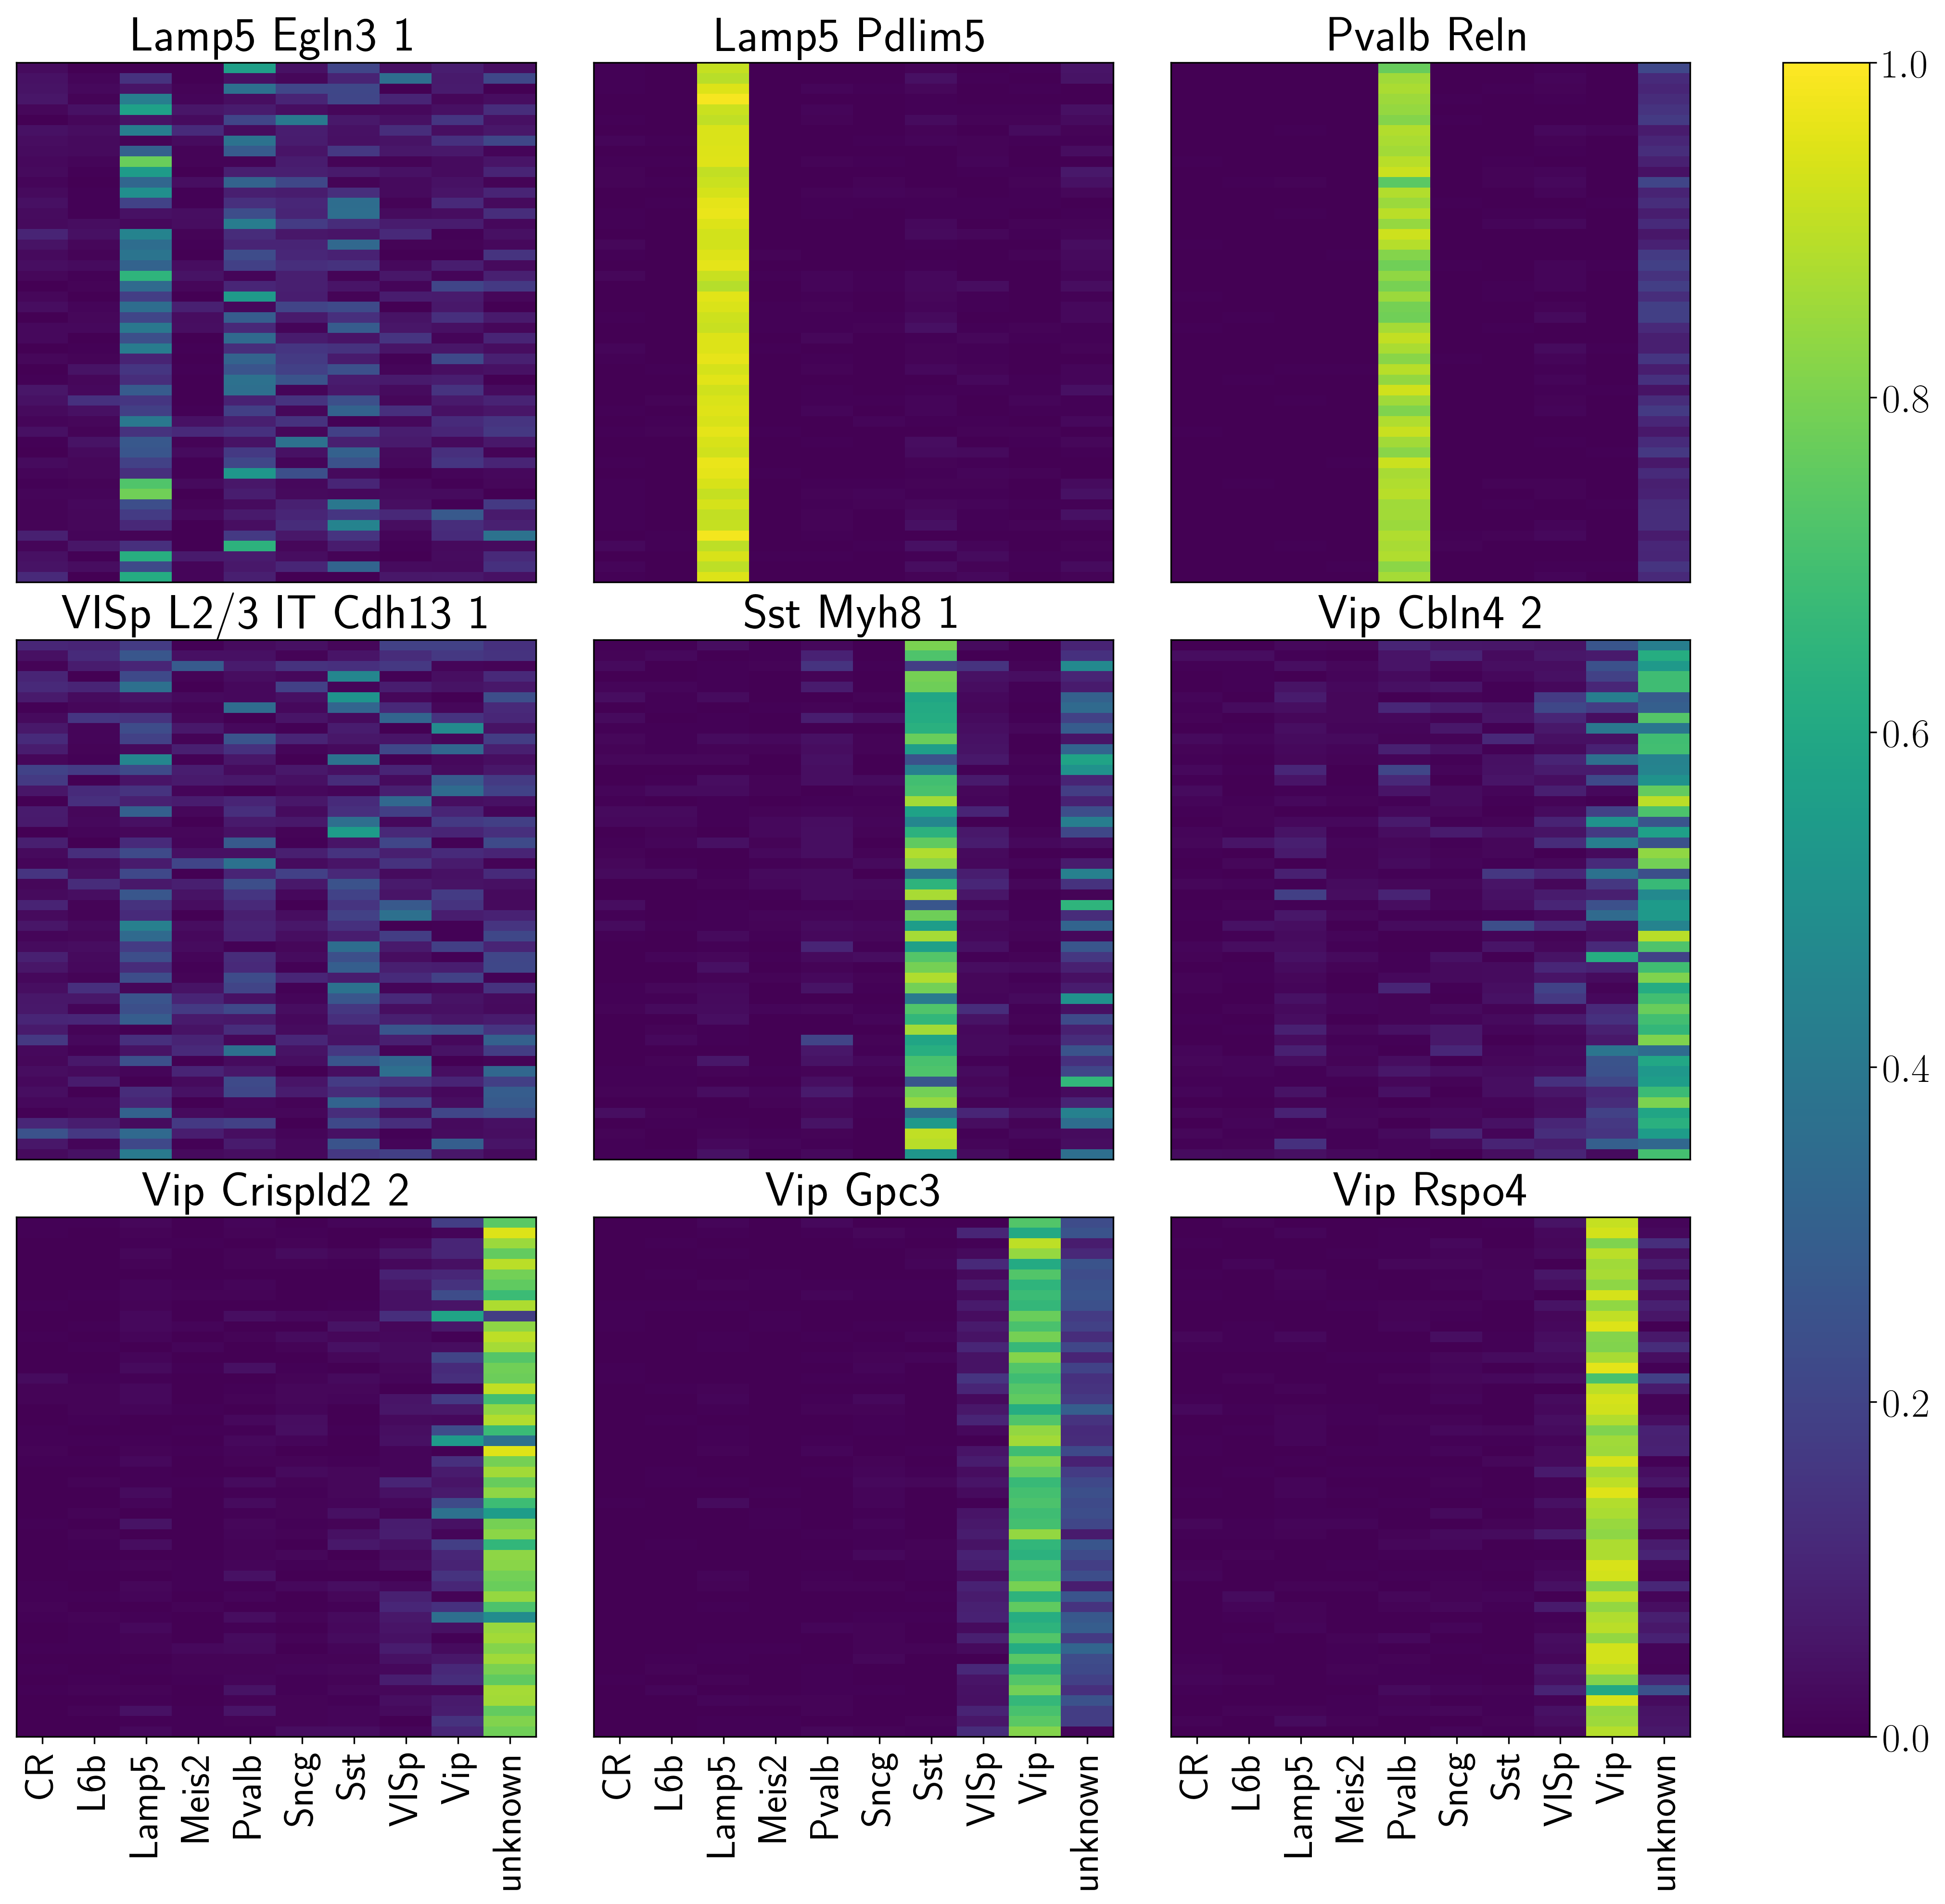 Lamp5 Egln3 1
Lamp5 Pdlim5
Pvalb Reln
1.0
0.8
0.6
0.4
0.2
0.0
VISp L2/3 IT Cdh13 1
Sst Myh8 1
Vip Cbln4 2
Vip Crispld2 2
Vip Gpc3
Vip Rspo4
CR
L6b
Lamp5
Meis2
Pvalb
Sncg
Sst
VISp
Vip
unknown
CR
L6b
Lamp5
Meis2
Pvalb
Sncg
Sst
VISp
Vip
unknown
CR
L6b
Lamp5
Meis2
Pvalb
Sncg
Sst
VISp
Vip
unknown